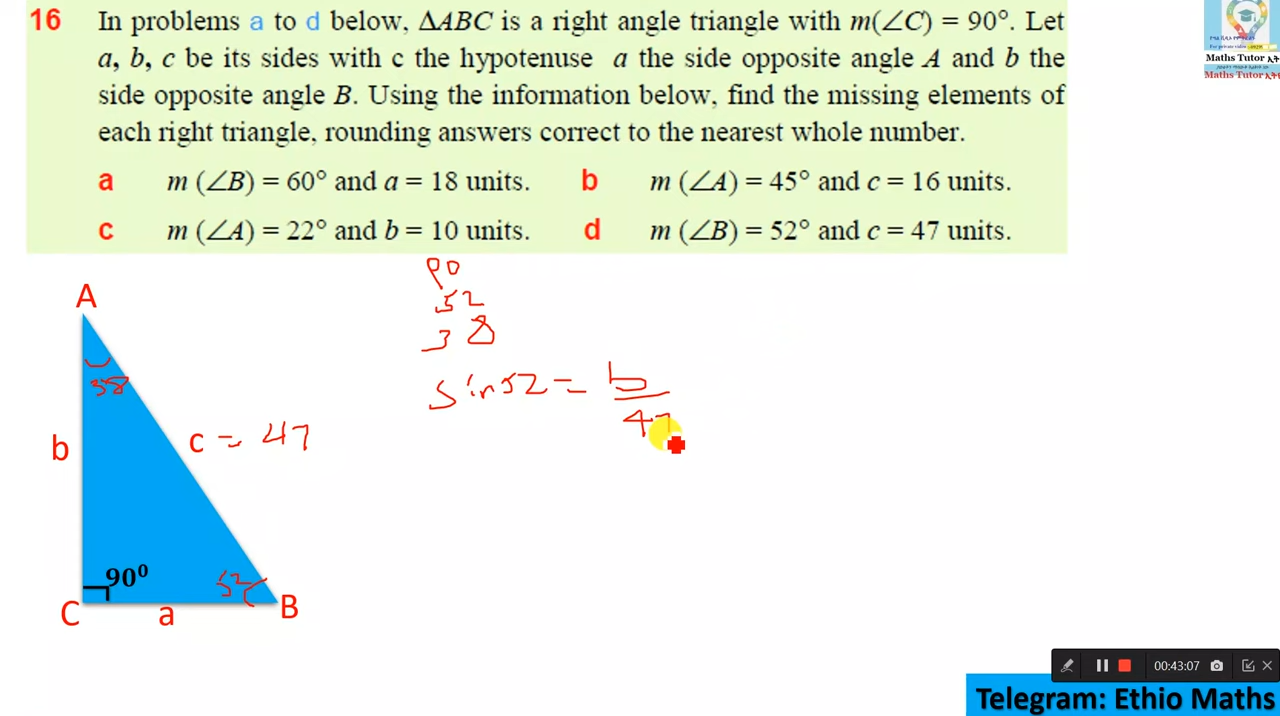 16 In problems a to d below, ΔABC is a right angle triangle with m(∠C) = 90°. Let
a, b, c be its sides with c the hypotenuse a the side opposite angle A and b the
side opposite angle B. Using the information below, find the missing elements of
each right triangle, rounding answers correct to the nearest whole number.
a m (∠B) = 60° and a = 18 units. b m (∠A) = 45° and c = 16 units.
c m (∠A) = 22° and b = 10 units. d m (∠B) = 52° and c = 47 units.
Maths Tutor
Maths Tutor
90
52
38
sin52 = b
47
A
38
b
c = 47
90⁰
52
C
a
B
00:43:07
Telegram: Ethio Maths